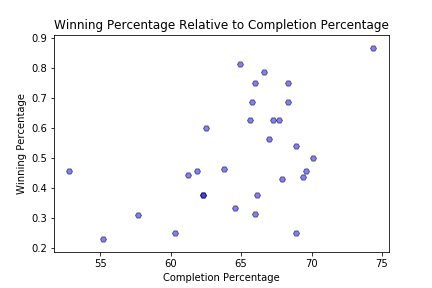 Winning Percentage Relative to Completion Percentage
0.9
0.8
0.7
0.6
0.5
0.4
0.3
0.2
Winning Percentage
55 60 65 70 75
Completion Percentage